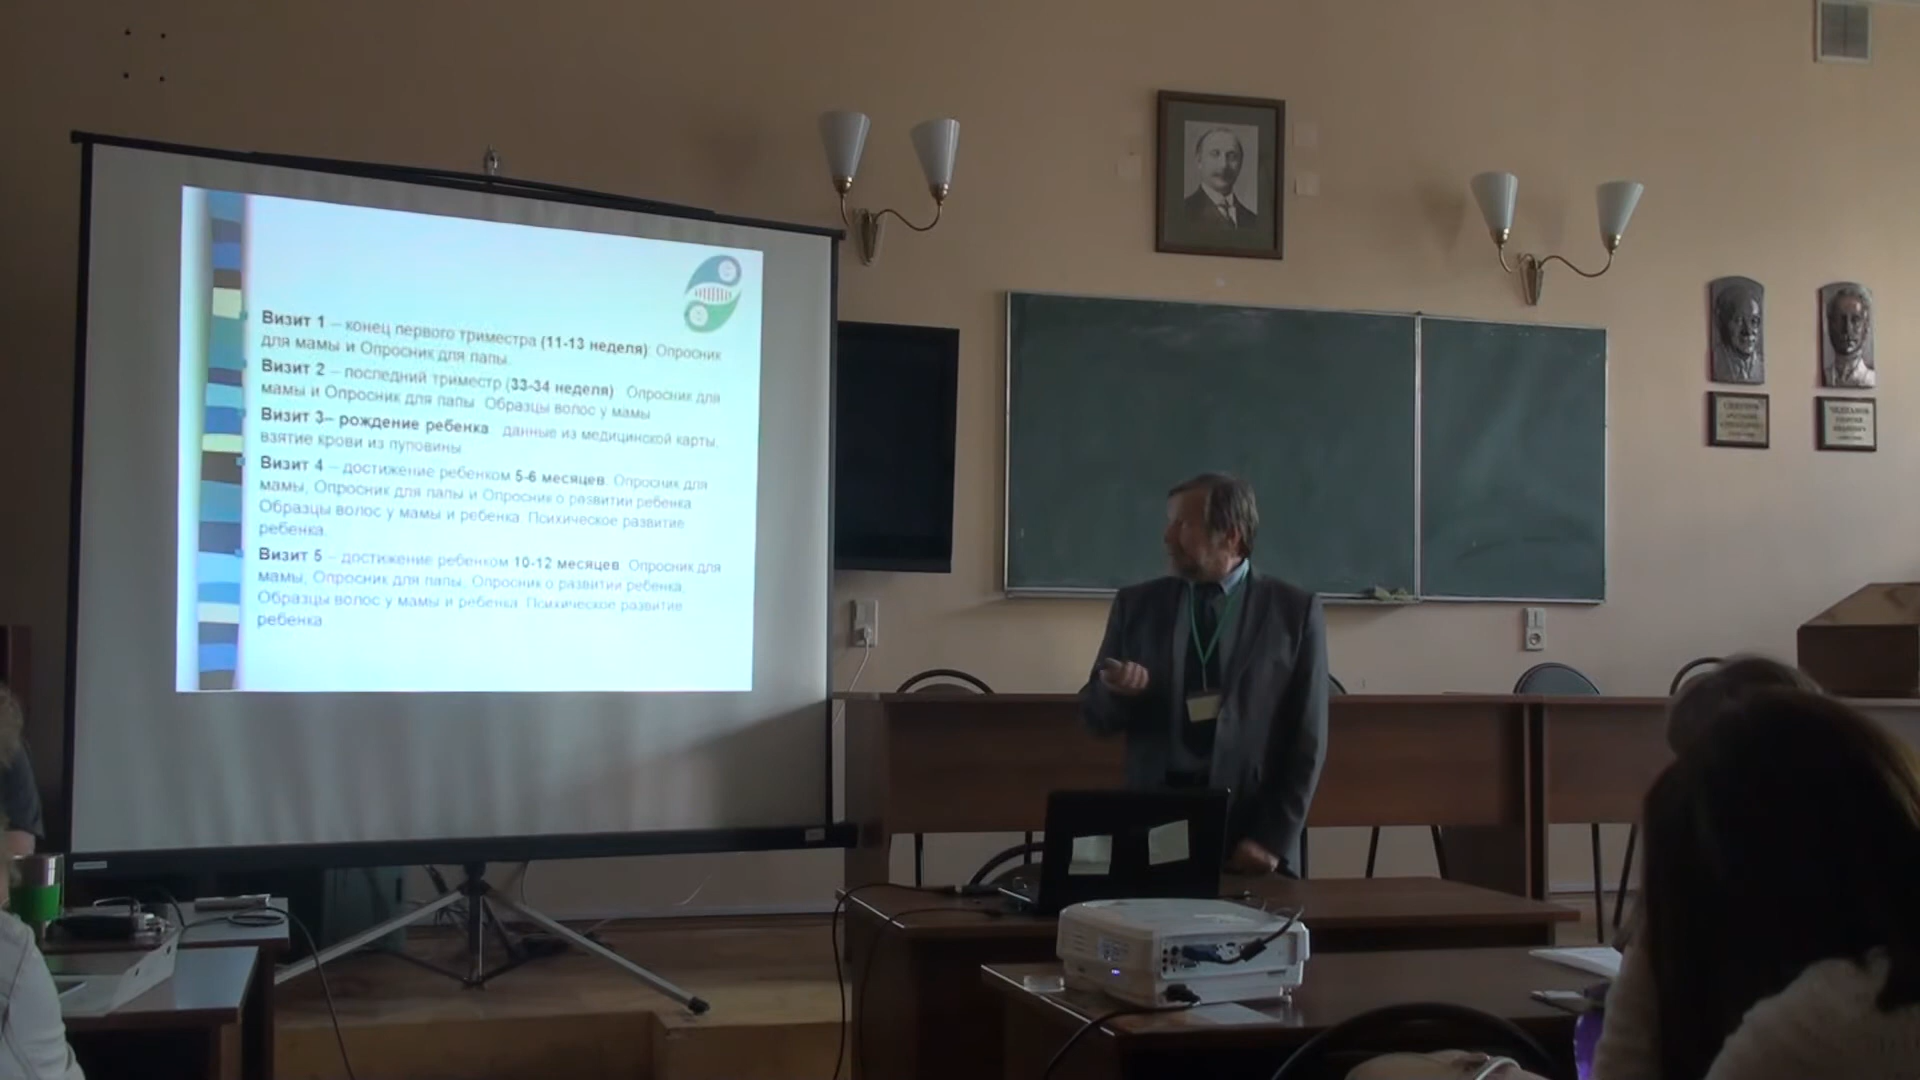 Визит 1 – конец первого триместра (11-13 неделя). Опросник
для мамы и Опросник для папы.
Визит 2 – последний триместр (33-34 неделя) Опросник для
мамы и Опросник для папы Образцы волос у мамы
Визит 3– рождение ребенка данные из медицинской карты,
взятие крови из пуповины
Визит 4 – достижение ребенком 5-6 месяцев. Опросник для
мамы, Опросник для папы и Опросник о развитии ребенка
Образцы волос у мамы и ребенка. Психическое развитие
ребенка.
Визит 5 – достижение ребенком 10-12 месяцев. Опросник для
мамы, Опросник для папы, Опросник о развитии ребенка.
Образцы волос у мамы и ребенка. Психическое развитие
ребенка
ЧЕЛПАНОВ
ГЕОРГИЙ
ИВАНОВИЧ